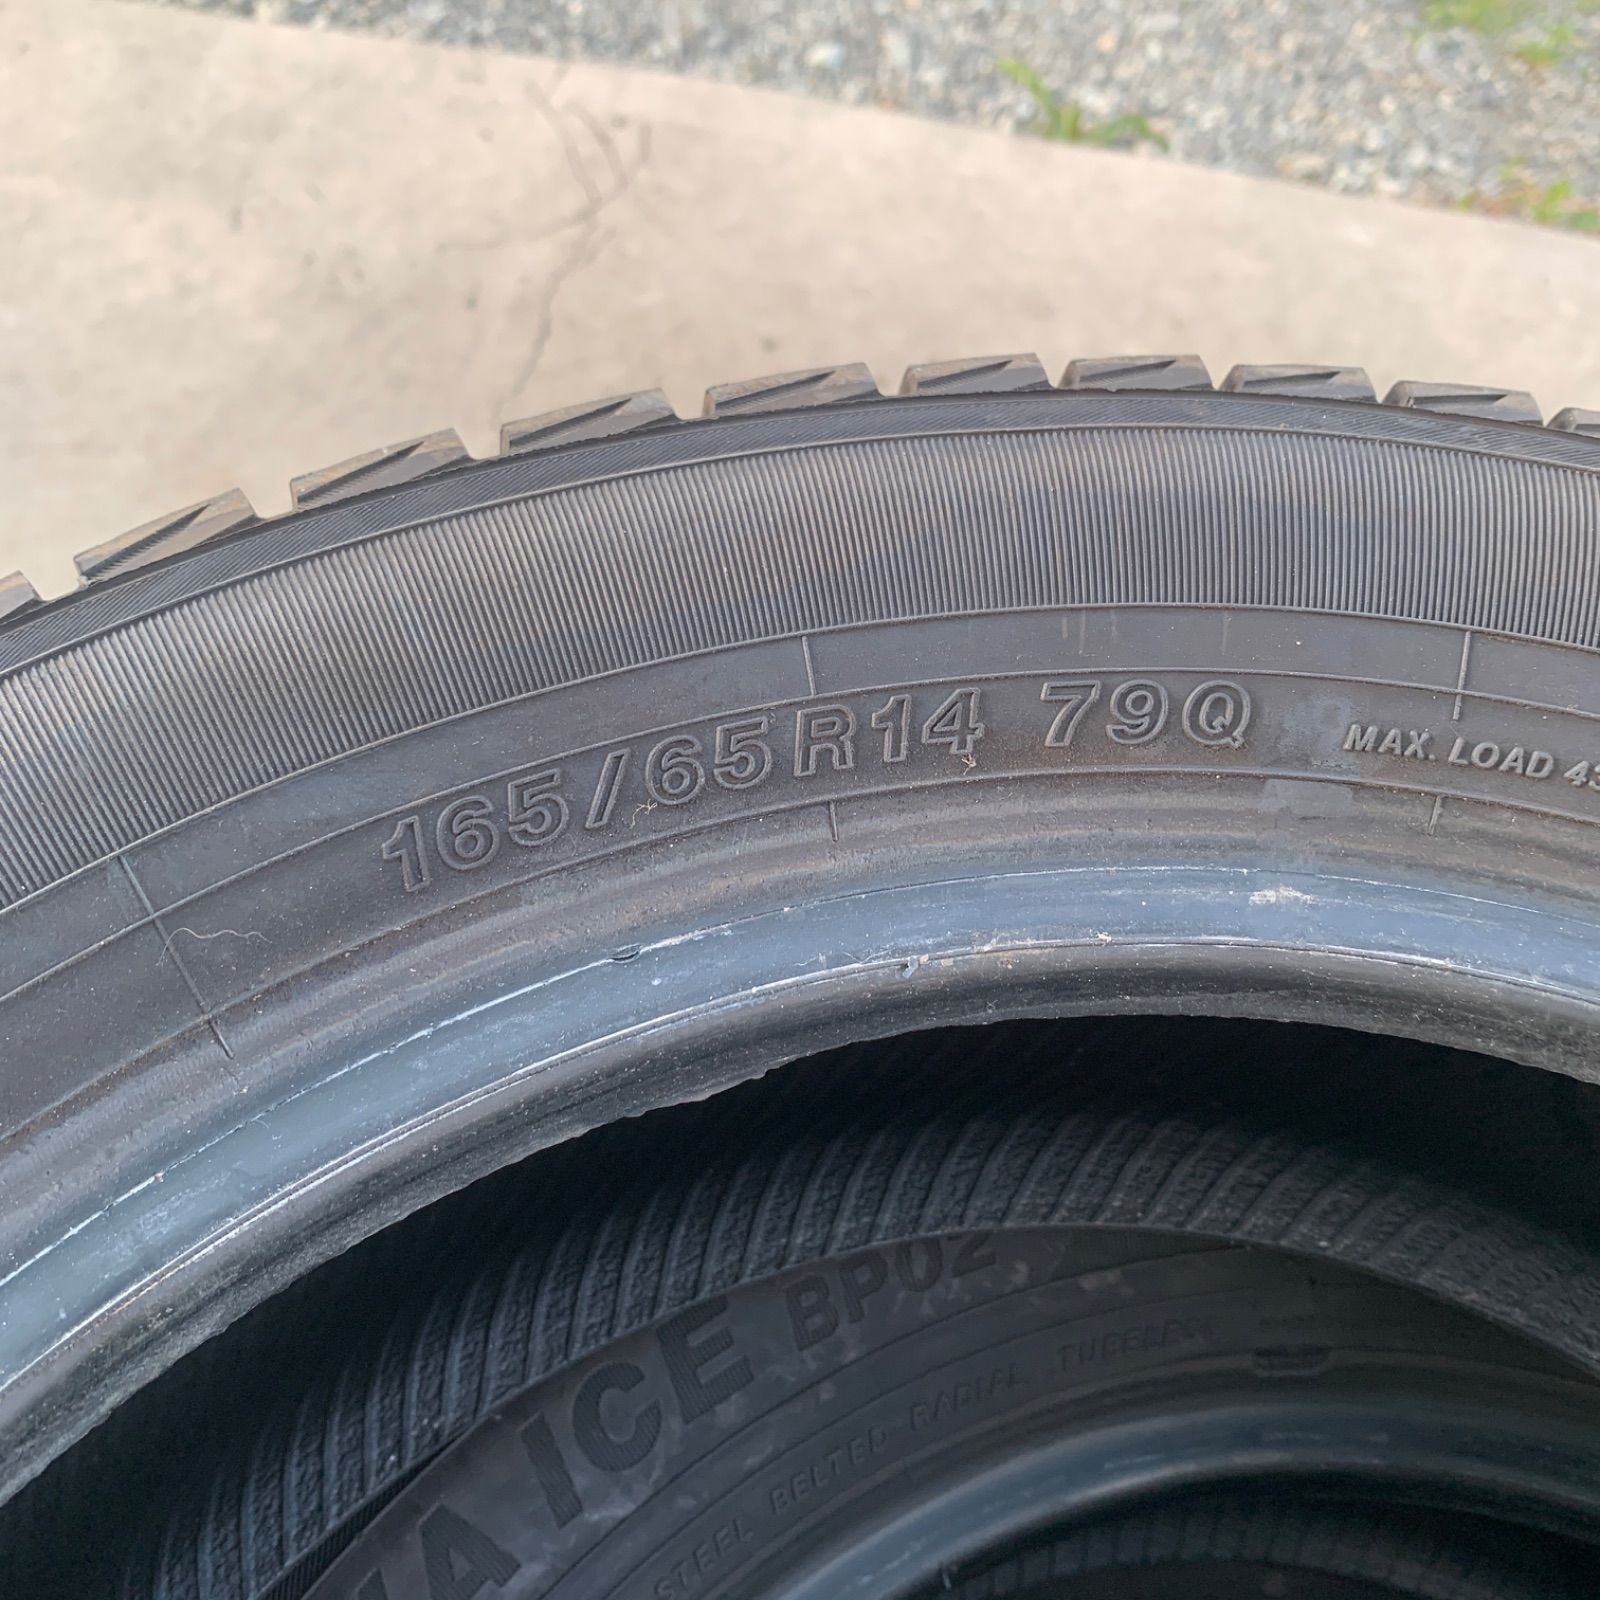 165/65R14 79Q
MAX. LOAD 43
ICE BP02
STEEL BELTED RADIAL TUBELESS